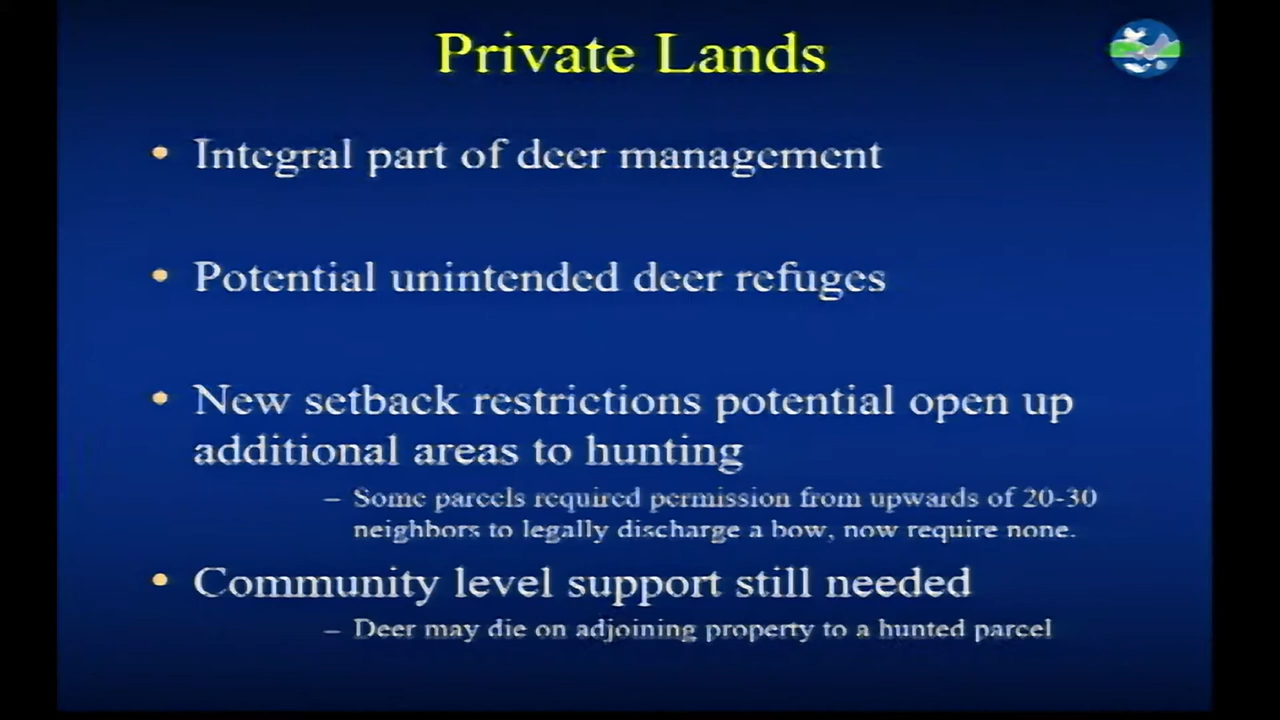 Private Lands
• Integral part of deer management
• Potential unintended deer refuges
• New setback restrictions potential open up
additional areas to hunting
– Some parcels required permission from upwards of 20-30
neighbors to legally discharge a bow, now require none.
• Community level support still needed
– Deer may die on adjoining property to a hunted parcel